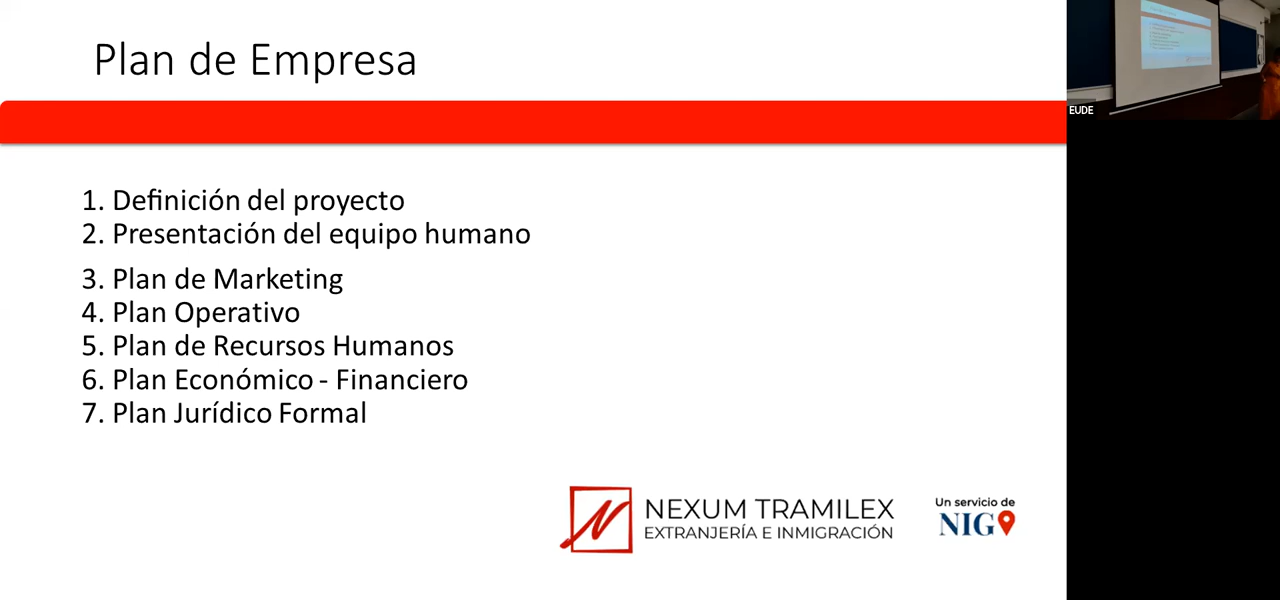 Plan de Empresa
1. Definición del proyecto
2. Presentación del equipo humano
3. Plan de Marketing
4. Plan Operativo
5. Plan de Recursos Humanos
6. Plan Económico - Financiero
7. Plan Jurídico Formal
NEXUM TRAMILEX
EXTRANJERÍA E INMIGRACIÓN
Un servicio de
NIG
EUDE